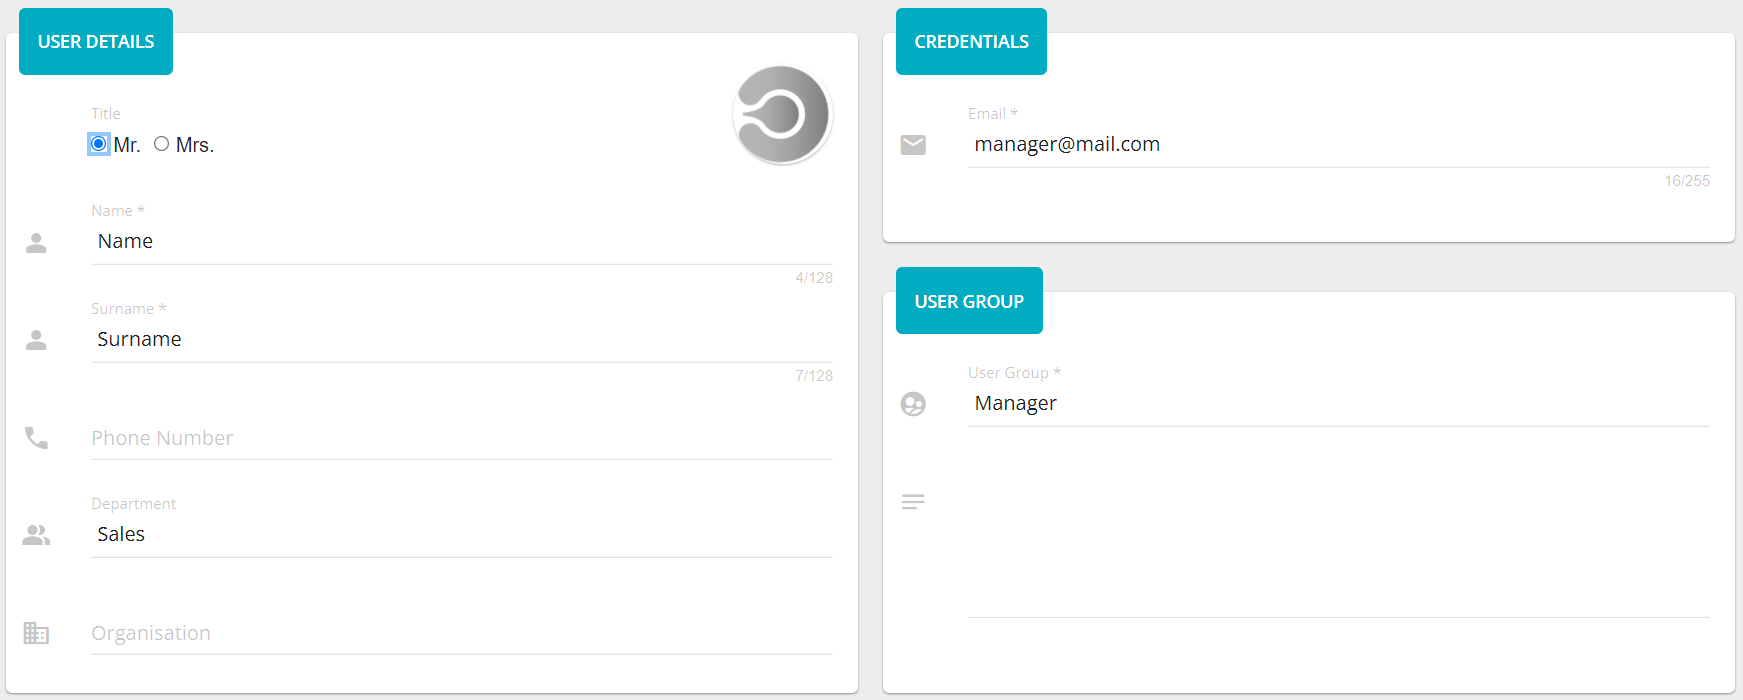 USER DETAILS
Title
Mr. Mrs.
Name *
Name
4/128
Surname *
Surname
7/128
Phone Number
Department
Sales
Organisation
CREDENTIALS
Email *
manager@mail.com
16/255
USER GROUP
User Group *
Manager